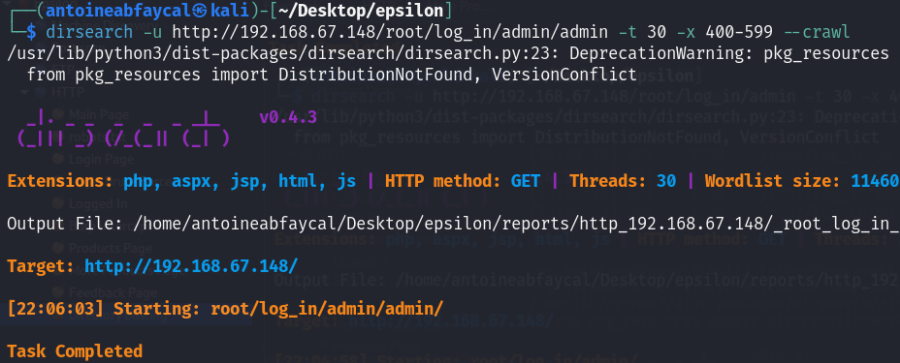 ┌──(antoineabfaycal㉿kali)-[~/Desktop/epsilon]
└─$ dirsearch -u http://192.168.67.148/root/log_in/admin/admin -t 30 -x 400-599 --crawl
/usr/lib/python3/dist-packages/dirsearch/dirsearch.py:23: DeprecationWarning: pkg_resources
from pkg_resources import DistributionNotFound, VersionConflict
v0.4.3
Extensions: php, aspx, jsp, html, js | HTTP method: GET | Threads: 30 | Wordlist size: 11460
Output File: /home/antoineabfaycal/Desktop/epsilon/reports/http_192.168.67.148/_root_log_in_
Target: http://192.168.67.148/
[22:06:03] Starting: root/log_in/admin/admin/
Task Completed